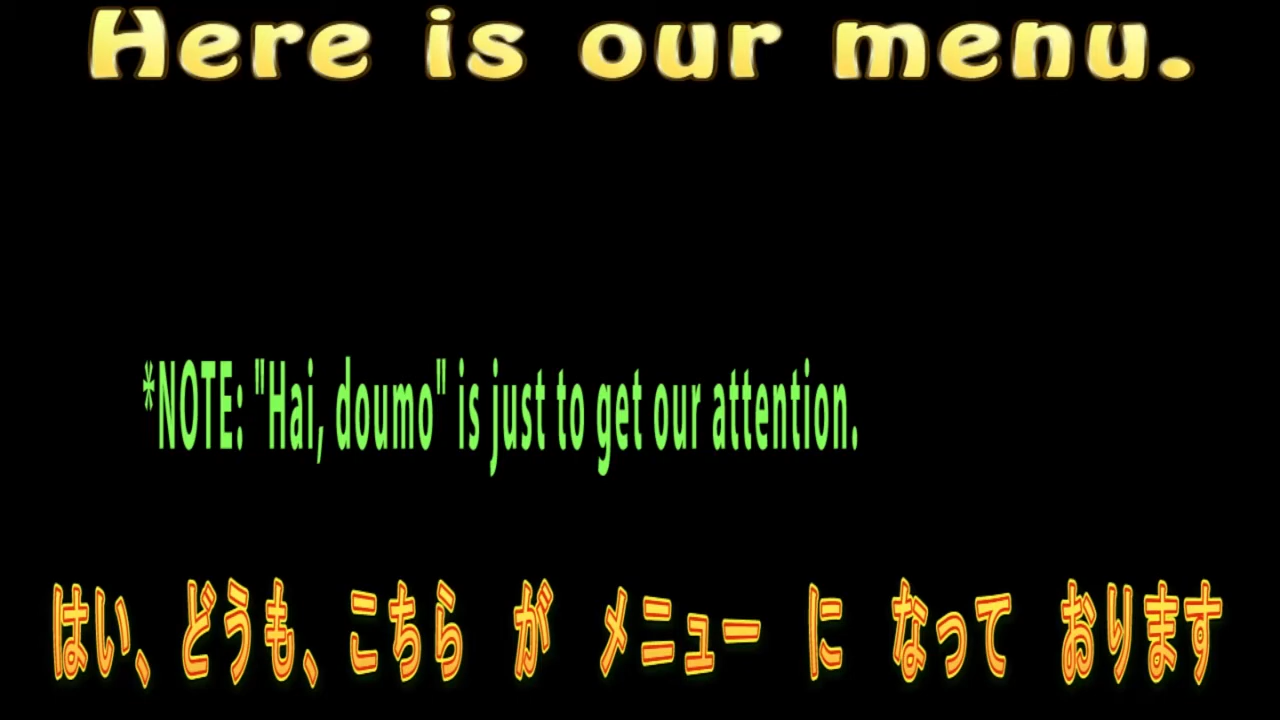 Here is our menu.
*NOTE: "Hai, doumo" is just to get our attention.
はい、どうも、こちら が メニュー に なって おります